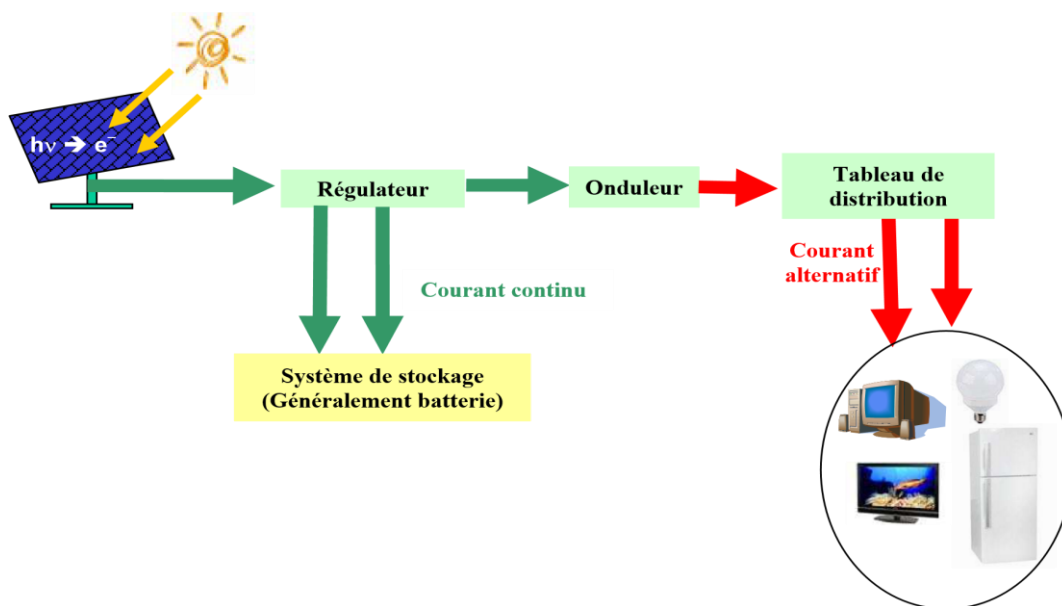 hν ➔ e⁻
Régulateur
Onduleur
Tableau de
distribution
Courant
alternatif
Courant continu
Système de stockage
(Généralement batterie)